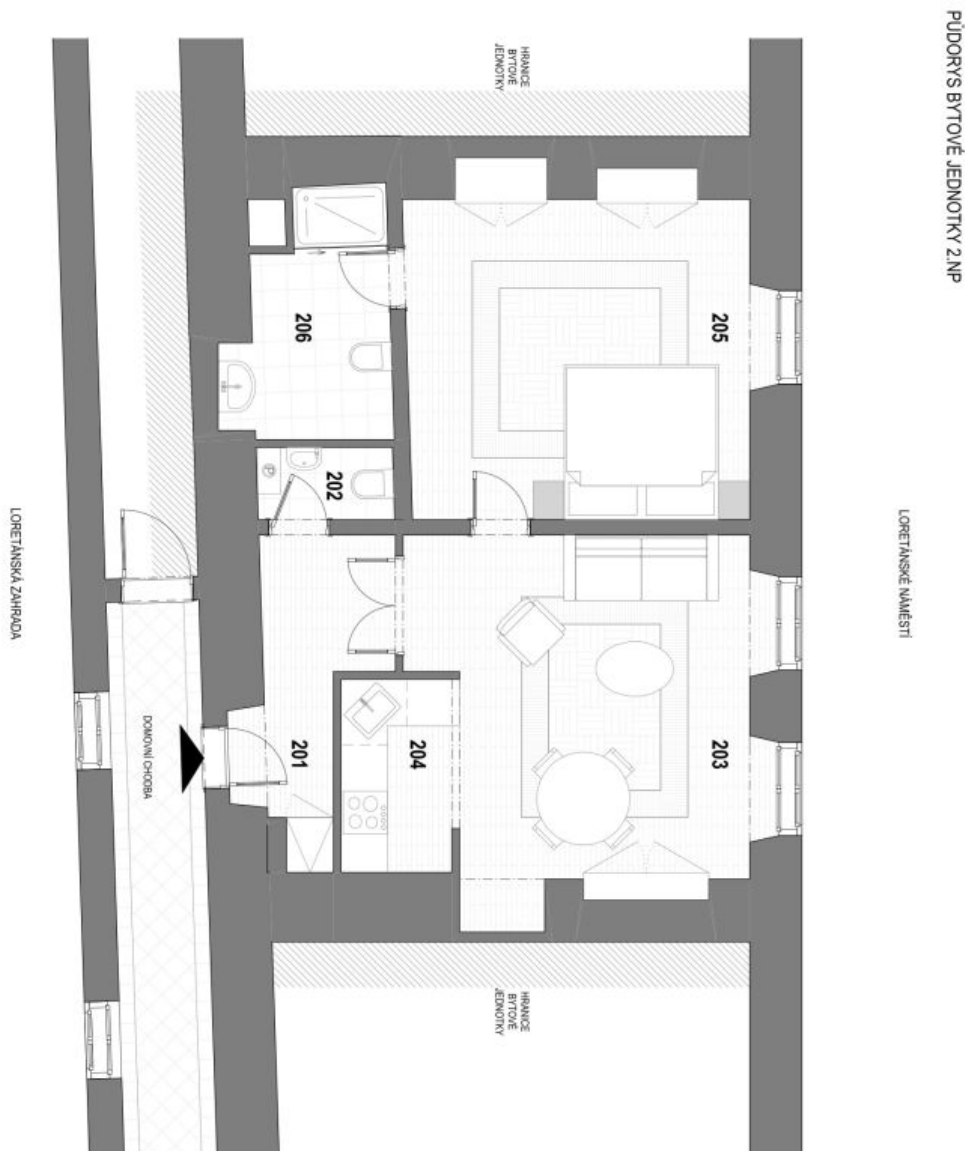 PŮDORYS BYTOVÉ JEDNOTKY 2.NP
LORETÁNSKÉ NÁMĚSTÍ
HRANICE
BYTOVÉ
JEDNOTKY
205
206
202
203
204
201
HRANICE
BYTOVÉ
JEDNOTKY
DOMOVNÍ CHODBA
LORETÁNSKÁ ZAHRADA